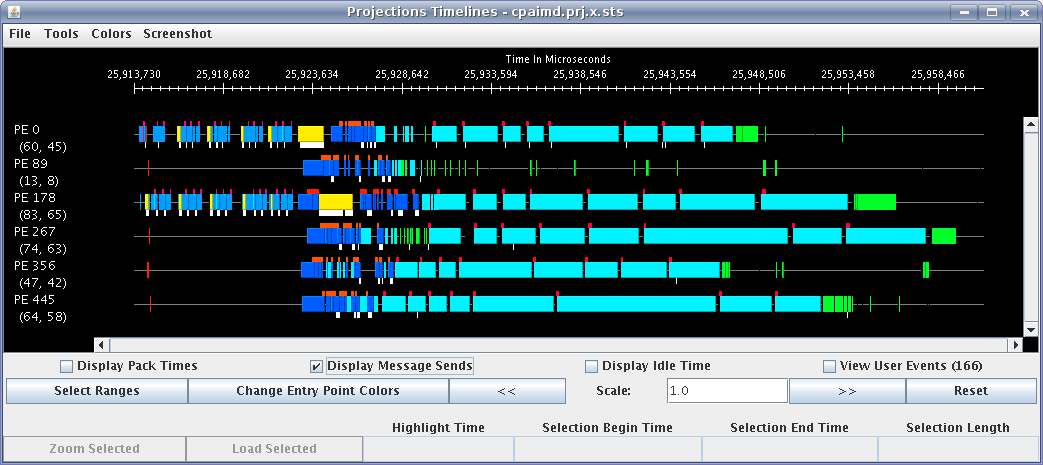 Projections Timelines - cpaimd.prj.x.sts
File Tools Colors Screenshot
Time In Microseconds
25,913,730 25,918,682 25,923,634 25,928,642 25,933,594 25,938,546 25,943,554 25,948,506 25,953,458 25,958,466
PE 0
(60, 45)
PE 89
(13, 8)
PE 178
(83, 65)
PE 267
(74, 63)
PE 356
(47, 42)
PE 445
(64, 58)
Display Pack Times Display Message Sends Display Idle Time View User Events (166)
Select Ranges Change Entry Point Colors << Scale: 1.0 >> Reset
Highlight Time Selection Begin Time Selection End Time Selection Length
Zoom Selected Load Selected